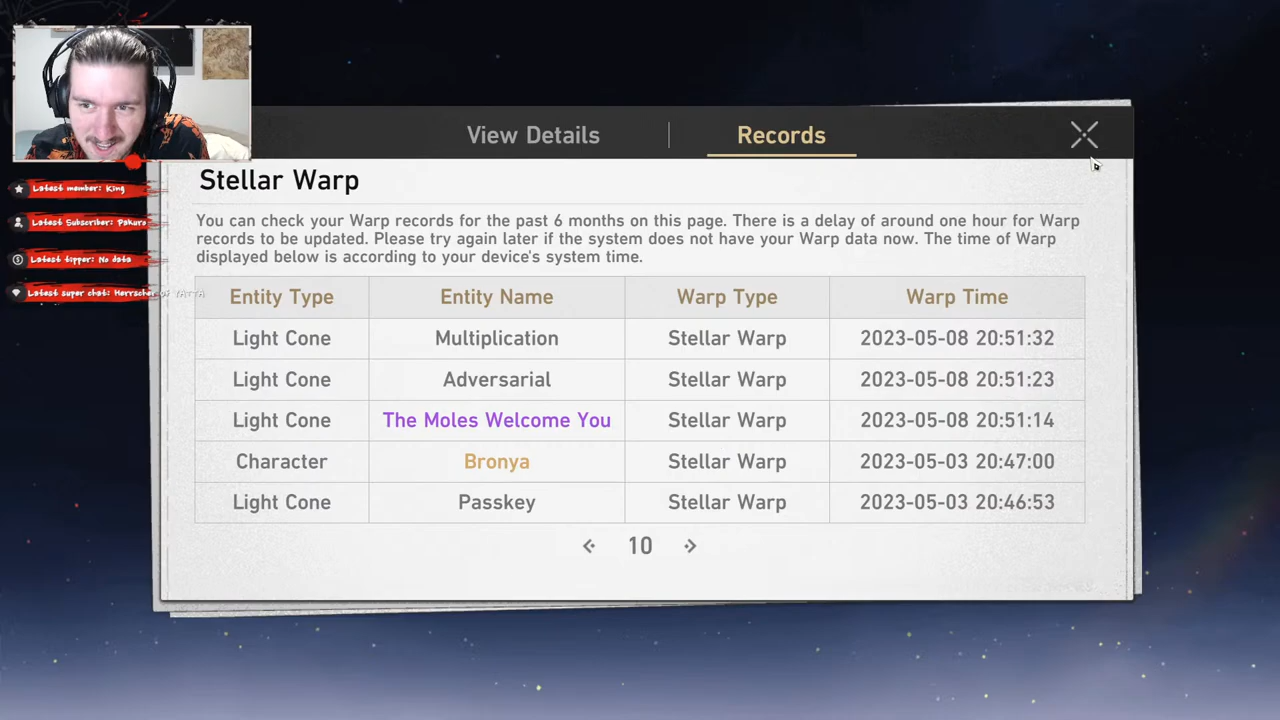 View Details
Records
Stellar Warp
You can check your Warp records for the past 6 months on this page. There is a delay of around one hour for Warp
records to be updated. Please try again later if the system does not have your Warp data now. The time of Warp
displayed below is according to your device's system time.
Entity Type Entity Name Warp Type Warp Time
Light Cone Multiplication Stellar Warp 2023-05-08 20:51:32
Light Cone Adversarial Stellar Warp 2023-05-08 20:51:23
Light Cone The Moles Welcome You Stellar Warp 2023-05-08 20:51:14
Character Bronya Stellar Warp 2023-05-03 20:47:00
Light Cone Passkey Stellar Warp 2023-05-03 20:46:53
10
Latest member: King
Latest Subscriber:
Latest tipper: No data
Latest super chat: Herrscher of